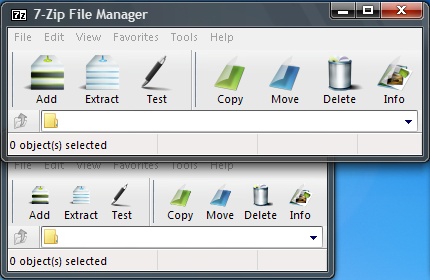 7z 7-Zip File Manager
File Edit View Favorites Tools Help
Add Extract Test Copy Move Delete Info
0 object(s) selected
File Edit View Favorites Tools Help
Add Extract Test Copy Move Delete Info
0 object(s) selected